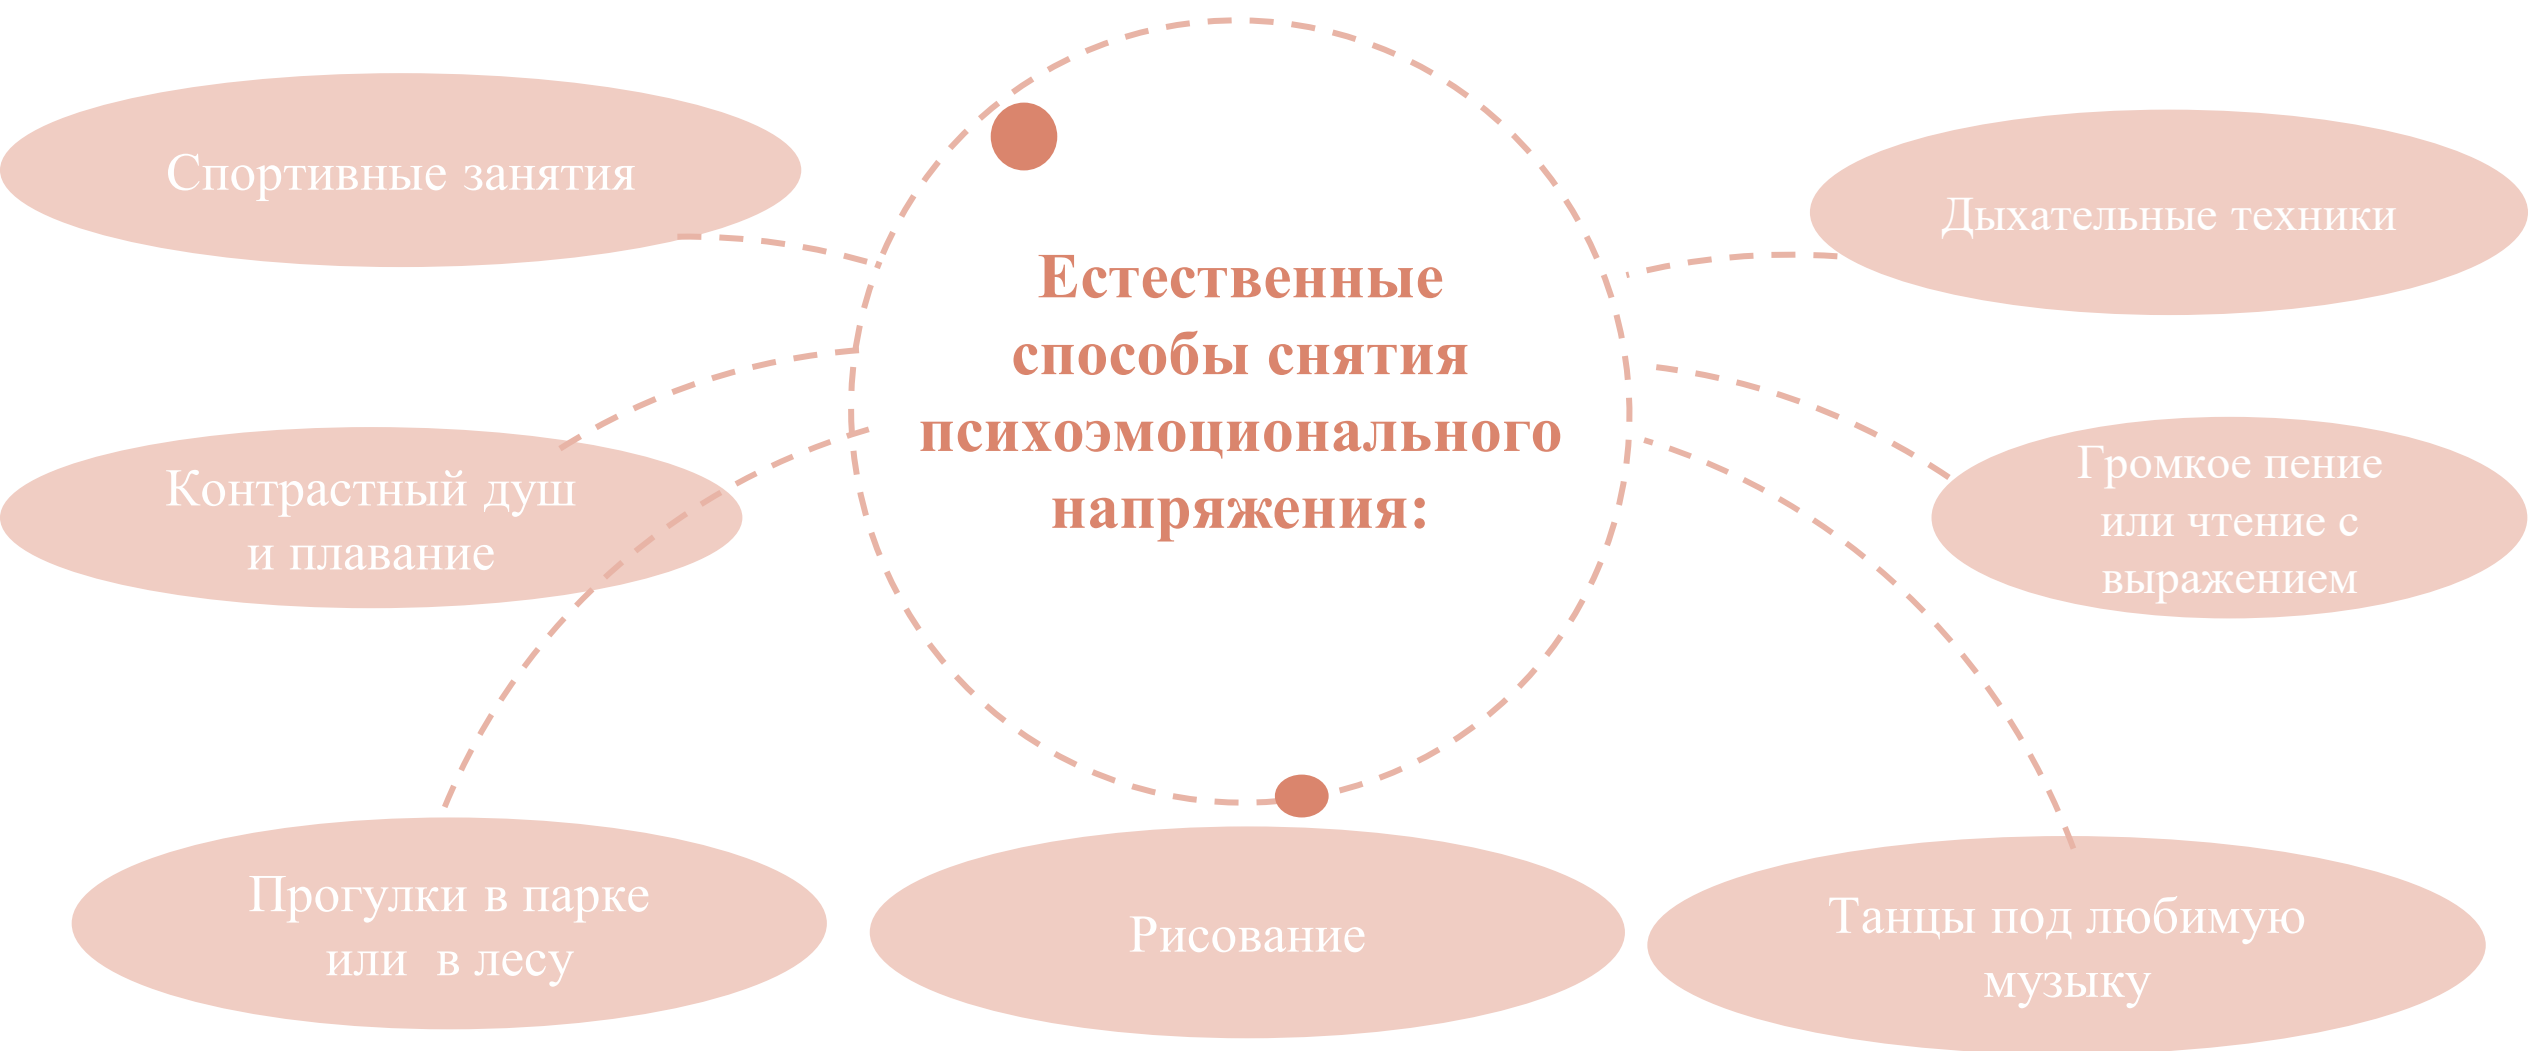 Спортивные занятия
Дыхательные техники
Естественные
способы снятия
психоэмоционального
напряжения:
Контрастный душ
и плавание
Громкое пение
или чтение с
выражением
Прогулки в парке
или  в лесу
Рисование
Танцы под любимую
музыку